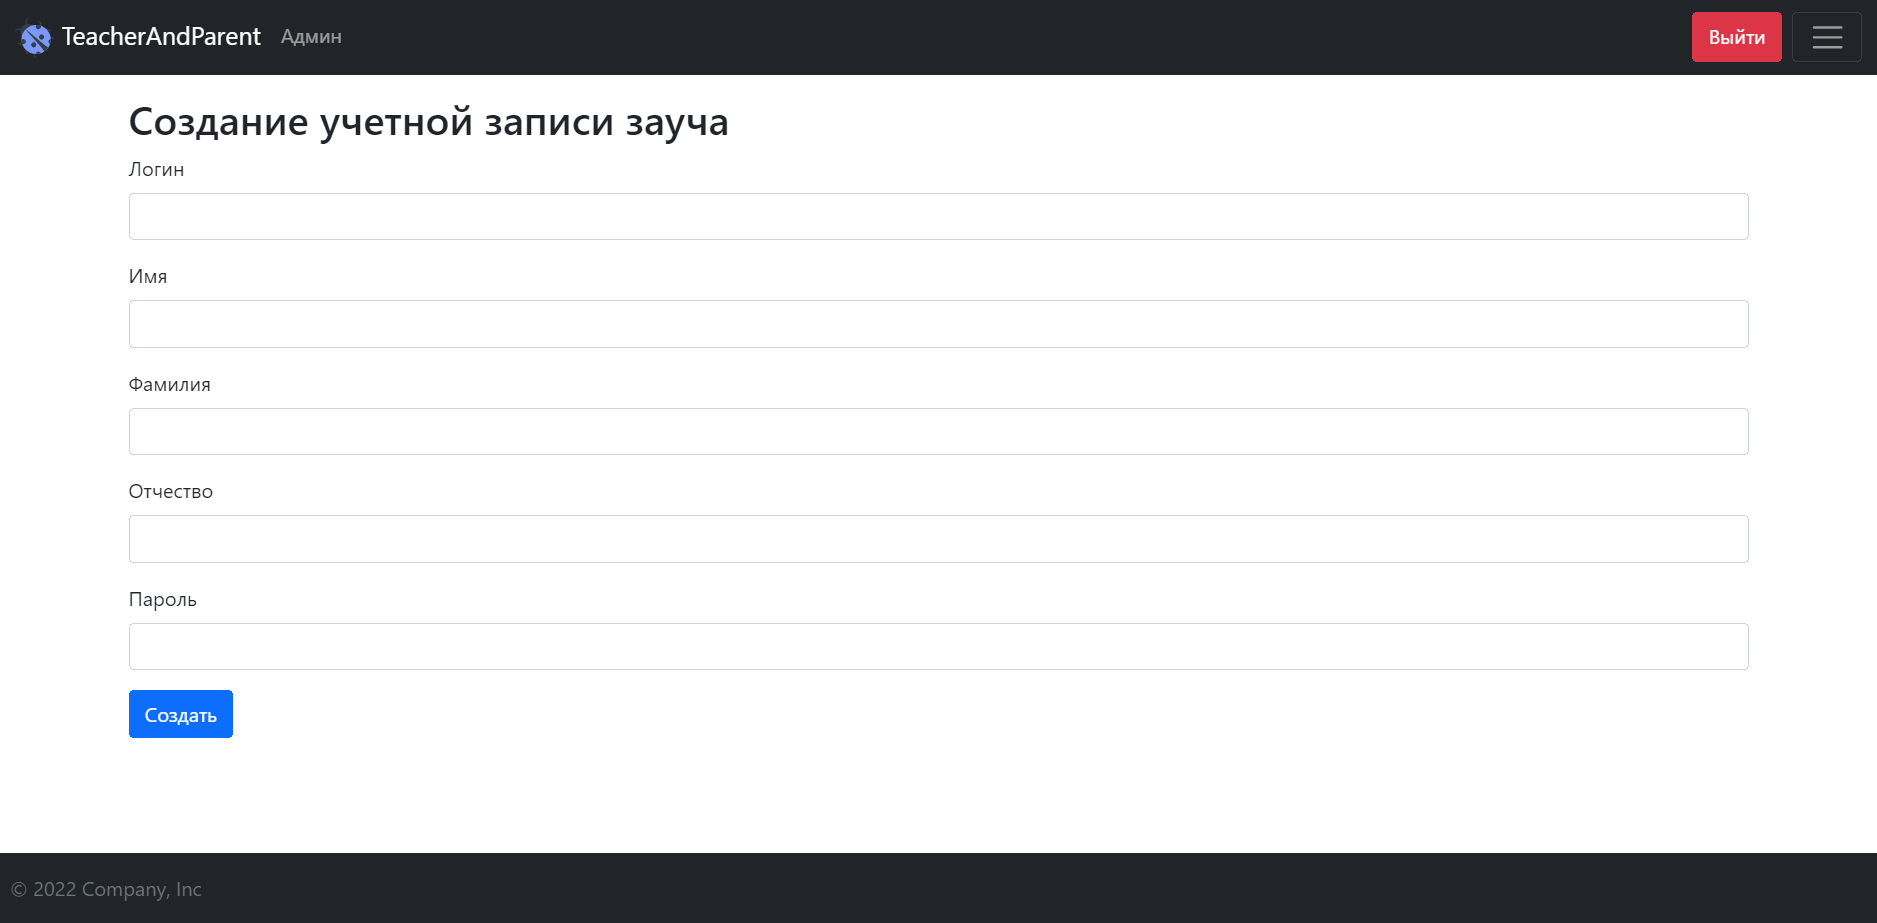 TeacherAndParent Админ Выйти
Создание учетной записи зауча
Логин
Имя
Фамилия
Отчество
Пароль
Создать
© 2022 Company, Inc